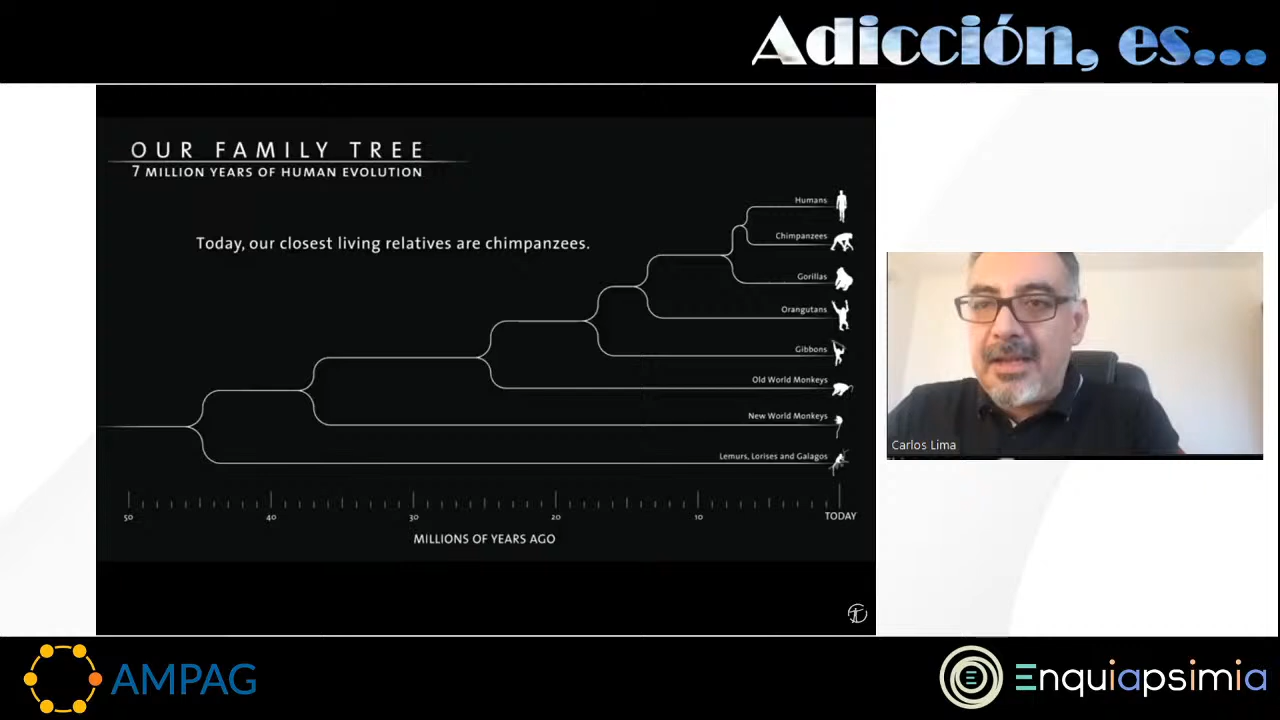 Adicción, es...
OUR FAMILY TREE
7 MILLION YEARS OF HUMAN EVOLUTION
Today, our closest living relatives are chimpanzees.
Humans
Chimpanzees
Gorillas
Orangutans
Gibbons
Old World Monkeys
New World Monkeys
Lemurs, Lorises and Galagos
50 40 30 20 10 TODAY
MILLIONS OF YEARS AGO
Carlos Lima
AMPAG
Enquiapsimia